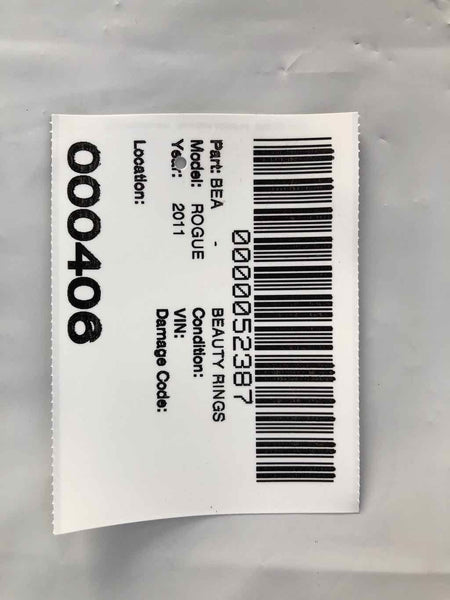 0000052387
Part: BEA - BEAUTY RINGS
Model: ROGUE Condition:
Year: 2011 VIN:
Damage Code:
Location:
000406